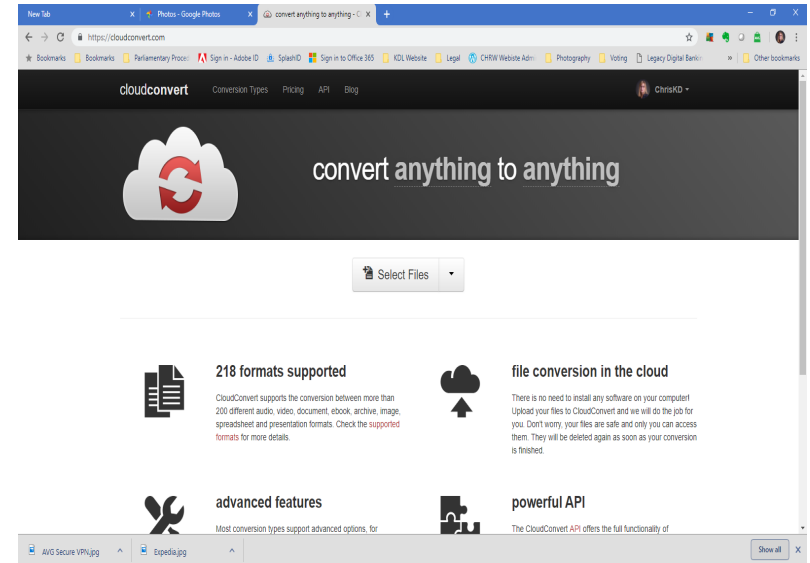 New Tab
Photos - Google Photos
convert anything to anything - C
https://cloudconvert.com
Bookmarks
Bookmarks
Parliamentary Proces
Sign in - Adobe ID
SplashID
Sign in to Office 365
KDL Website
Legal
CHRW Webiste Admi
Photography
Voting
Legacy Digital Bankin
»
Other bookmarks
cloudconvert
Conversion Types
Pricing
API
Blog
ChrisKD
convert anything to anything
Select Files
218 formats supported
CloudConvert supports the conversion between more than
200 different audio, video, document, ebook, archive, image,
spreadsheet and presentation formats. Check the supported
formats for more details.
file conversion in the cloud
There is no need to install any software on your computer!
Upload your files to CloudConvert and we will do the job for
you. Don't worry, your files are safe and only you can access
them. They will be deleted again as soon as your conversion
is finished.
advanced features
Most conversion types support advanced options, for
powerful API
The CloudConvert API offers the full functionality of
AVG Secure VPN.jpg
Expedia.jpg
Show all